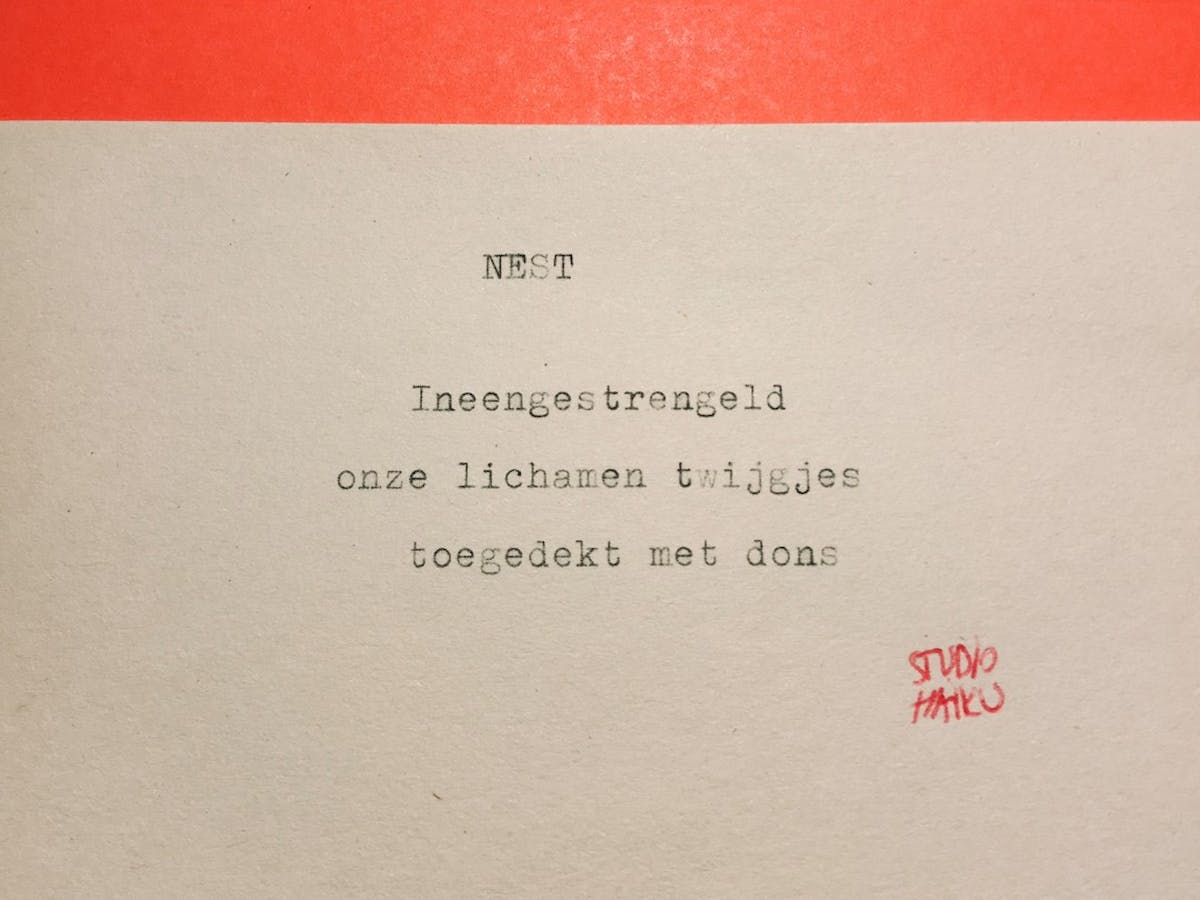 NEST
Ineengestrengeld
onze lichamen twijgjes
toegedekt met dons
STUDIO
HAIKU